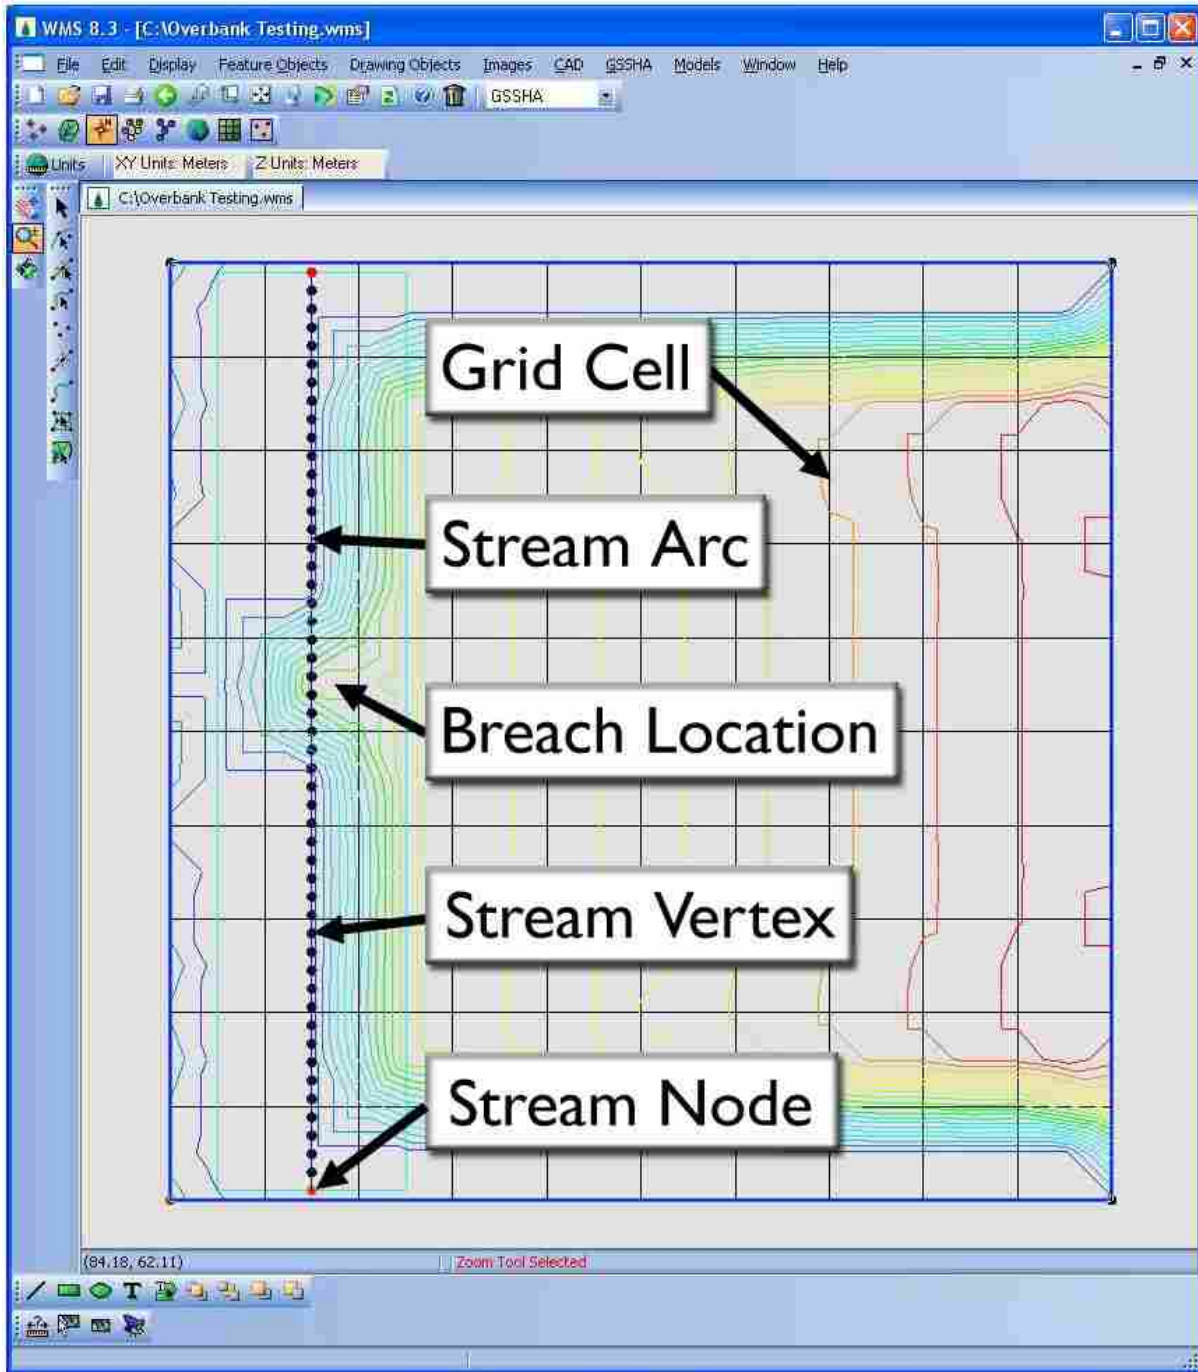 WMS 8.3 - [C:\Overbank Testing.wms]
File Edit Display Feature Objects Drawing Objects Images CAD GSSHA Models Window Help
GSSHA
Units XY Units: Meters Z Units: Meters
C:\Overbank Testing.wms
Grid Cell
Stream Arc
Breach Location
Stream Vertex
Stream Node
(84.18, 62.11) Zoom Tool Selected